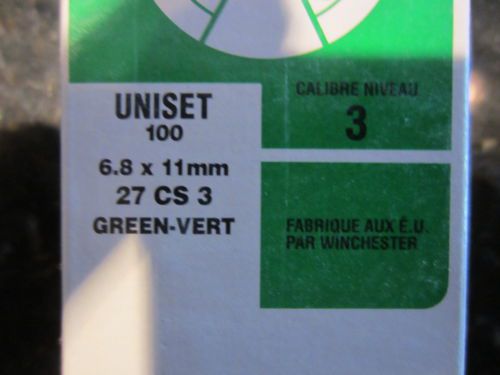 UNISET
100
6.8 x 11mm
27 CS 3
GREEN-VERT
CALIBRE NIVEAU
3
FABRIQUE AUX É.U.
PAR WINCHESTER